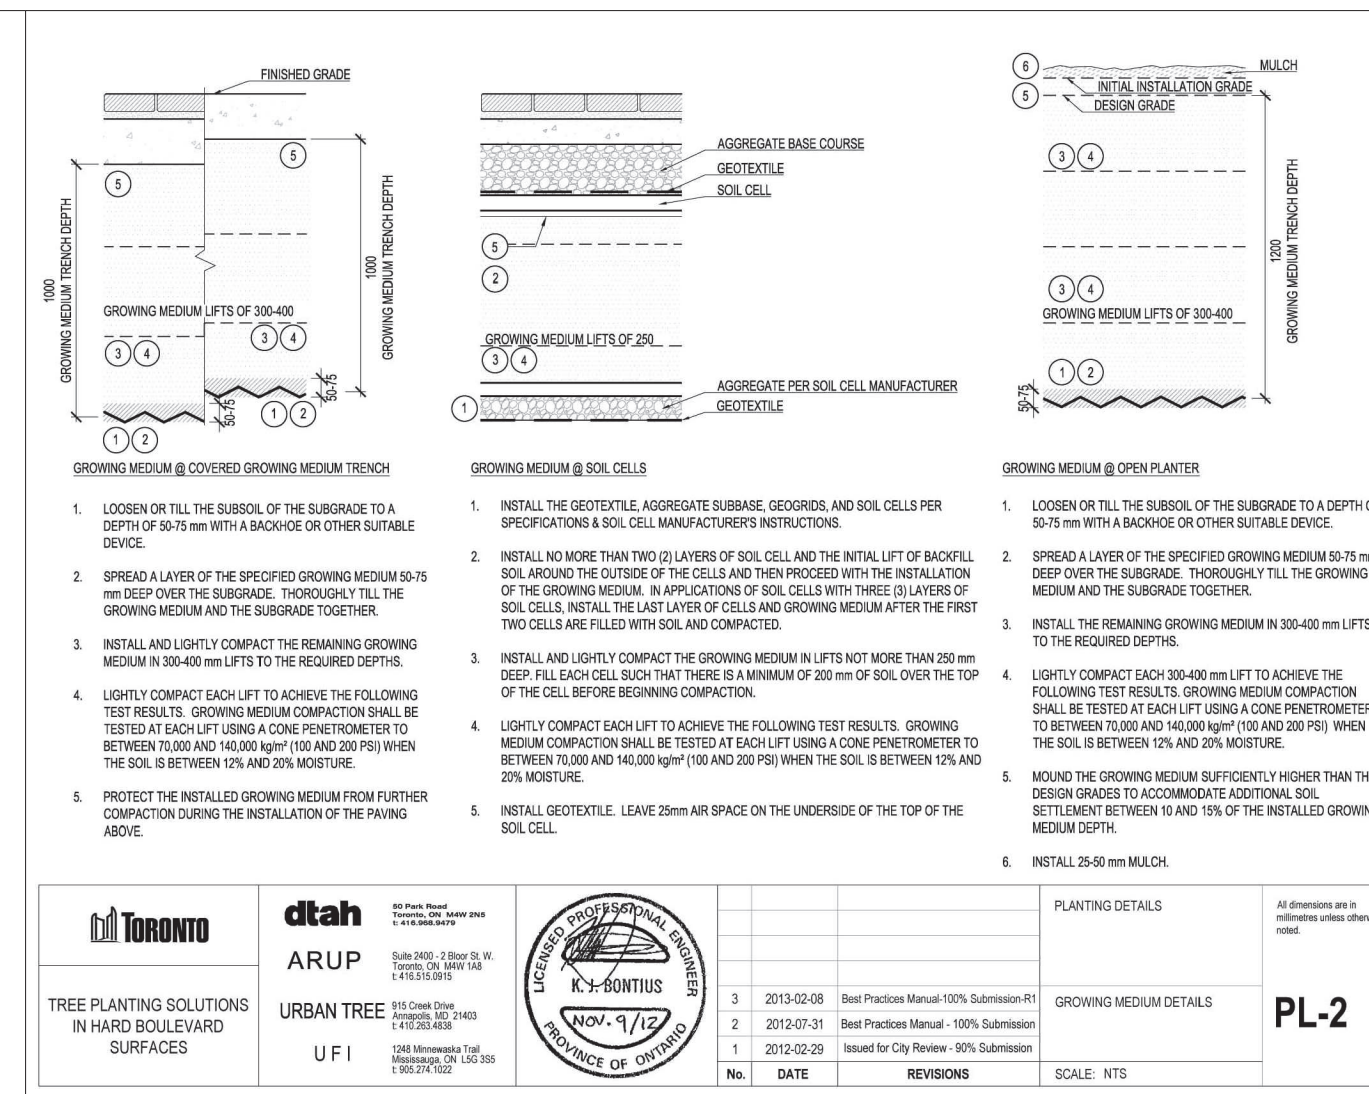 FINISHED GRADE
5
5
1000
GROWING MEDIUM TRENCH DEPTH
1000
GROWING MEDIUM TRENCH DEPTH
GROWING MEDIUM LIFTS OF 300-400
3 4
3 4
50-75
50-75
1 2
1 2
GROWING MEDIUM @ COVERED GROWING MEDIUM TRENCH
1. LOOSEN OR TILL THE SUBSOIL OF THE SUBGRADE TO A
DEPTH OF 50-75 mm WITH A BACKHOE OR OTHER SUITABLE
DEVICE.
2. SPREAD A LAYER OF THE SPECIFIED GROWING MEDIUM 50-75
mm DEEP OVER THE SUBGRADE. THOROUGHLY TILL THE
GROWING MEDIUM AND THE SUBGRADE TOGETHER.
3. INSTALL AND LIGHTLY COMPACT THE REMAINING GROWING
MEDIUM IN 300-400 mm LIFTS TO THE REQUIRED DEPTHS.
4. LIGHTLY COMPACT EACH LIFT TO ACHIEVE THE FOLLOWING
TEST RESULTS. GROWING MEDIUM COMPACTION SHALL BE
TESTED AT EACH LIFT USING A CONE PENETROMETER TO
BETWEEN 70,000 AND 140,000 kg/m² (100 AND 200 PSI) WHEN
THE SOIL IS BETWEEN 12% AND 20% MOISTURE.
5. PROTECT THE INSTALLED GROWING MEDIUM FROM FURTHER
COMPACTION DURING THE INSTALLATION OF THE PAVING
ABOVE.
AGGREGATE BASE COURSE
GEOTEXTILE
SOIL CELL
5
2
GROWING MEDIUM LIFTS OF 250
3 4
AGGREGATE PER SOIL CELL MANUFACTURER
1
GEOTEXTILE
GROWING MEDIUM @ SOIL CELLS
1. INSTALL THE GEOTEXTILE, AGGREGATE SUBBASE, GEOGRIDS, AND SOIL CELLS PER
SPECIFICATIONS & SOIL CELL MANUFACTURER'S INSTRUCTIONS.
2. INSTALL NO MORE THAN TWO (2) LAYERS OF SOIL CELL AND THE INITIAL LIFT OF BACKFILL
SOIL AROUND THE OUTSIDE OF THE CELLS AND THEN PROCEED WITH THE INSTALLATION
OF THE GROWING MEDIUM. IN APPLICATIONS OF SOIL CELLS WITH THREE (3) LAYERS OF
SOIL CELLS, INSTALL THE LAST LAYER OF CELLS AND GROWING MEDIUM AFTER THE FIRST
TWO CELLS ARE FILLED WITH SOIL AND COMPACTED.
3. INSTALL AND LIGHTLY COMPACT THE GROWING MEDIUM IN LIFTS NOT MORE THAN 250 mm
DEEP. FILL EACH CELL SUCH THAT THERE IS A MINIMUM OF 200 mm OF SOIL OVER THE TOP
OF THE CELL BEFORE BEGINNING COMPACTION.
4. LIGHTLY COMPACT EACH LIFT TO ACHIEVE THE FOLLOWING TEST RESULTS. GROWING
MEDIUM COMPACTION SHALL BE TESTED AT EACH LIFT USING A CONE PENETROMETER TO
BETWEEN 70,000 AND 140,000 kg/m² (100 AND 200 PSI) WHEN THE SOIL IS BETWEEN 12% AND
20% MOISTURE.
5. INSTALL GEOTEXTILE. LEAVE 25mm AIR SPACE ON THE UNDERSIDE OF THE TOP OF THE
SOIL CELL.
6
MULCH
INITIAL INSTALLATION GRADE
5
DESIGN GRADE
3 4
1200
GROWING MEDIUM TRENCH DEPTH
3 4
GROWING MEDIUM LIFTS OF 300-400
1 2
50-75
GROWING MEDIUM @ OPEN PLANTER
1. LOOSEN OR TILL THE SUBSOIL OF THE SUBGRADE TO A DEPTH
50-75 mm WITH A BACKHOE OR OTHER SUITABLE DEVICE.
2. SPREAD A LAYER OF THE SPECIFIED GROWING MEDIUM 50-75
DEEP OVER THE SUBGRADE. THOROUGHLY TILL THE GROWING
MEDIUM AND THE SUBGRADE TOGETHER.
3. INSTALL THE REMAINING GROWING MEDIUM IN 300-400 mm LIFTS
TO THE REQUIRED DEPTHS.
4. LIGHTLY COMPACT EACH 300-400 mm LIFT TO ACHIEVE THE
FOLLOWING TEST RESULTS. GROWING MEDIUM COMPACTION
SHALL BE TESTED AT EACH LIFT USING A CONE PENETROMETER
TO BETWEEN 70,000 AND 140,000 kg/m² (100 AND 200 PSI) WHEN
THE SOIL IS BETWEEN 12% AND 20% MOISTURE.
5. MOUND THE GROWING MEDIUM SUFFICIENTLY HIGHER THAN
DESIGN GRADES TO ACCOMMODATE ADDITIONAL SOIL
SETTLEMENT BETWEEN 10 AND 15% OF THE INSTALLED
MEDIUM DEPTH.
6. INSTALL 25-50 mm MULCH.
TORONTO
TREE PLANTING SOLUTIONS
IN HARD BOULEVARD
SURFACES
dtah
50 Park Road
Toronto, ON M4W 2N5
t: 416.968.9479
ARUP
Suite 2400 - 2 Bloor St. W.
Toronto, ON M4W 1A8
t: 416.515.0915
URBAN TREE
915 Creek Drive
Annapolis, MD 21403
t: 410.263.4838
UFI
1248 Minnewaska Trail
Mississauga, ON L5G 3S5
t: 905.274.1022
LICENSED PROFESSIONAL ENGINEER
K. J. BONTIUS
NOV. 9/12
PROVINCE OF ONTARIO
3 2013-02-08 Best Practices Manual-100% Submission-R1
2 2012-07-31 Best Practices Manual - 100% Submission
1 2012-02-29 Issued for City Review - 90% Submission
No. DATE REVISIONS
PLANTING DETAILS
GROWING MEDIUM DETAILS
SCALE: NTS
All dimensions are in
millimetres unless
noted.
PL-2